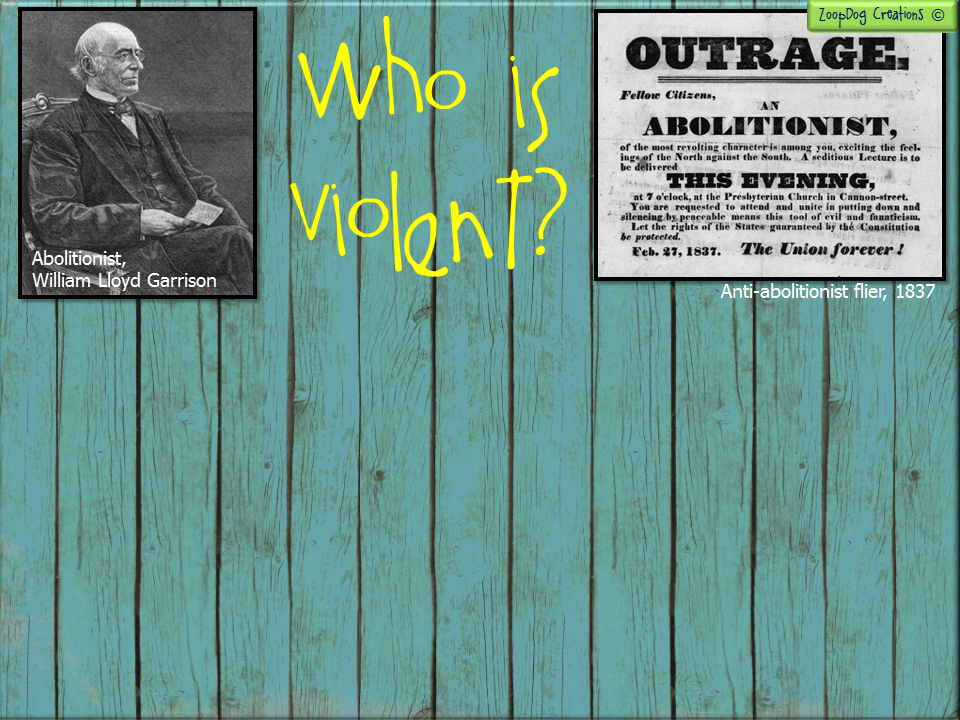 ZoopDog Creations ©
Who is
violent?
Abolitionist,
William Lloyd Garrison
OUTRAGE.
Fellow Citizens,
AN
ABOLITIONIST,
of the most revolting character is among you, exciting the feel-
ings of the North against the South. A seditious Lecture is to
be delivered
THIS EVENING,
at 7 o'clock, at the Presbyterian Church in Cannon-street.
You are requested to attend and unite in putting down and
silencing by peaceable means this tool of evil and fanaticism.
Let the rights of the States guaranteed by the Constitution
be protected.
Feb. 27, 1837. The Union forever!
Anti-abolitionist flier, 1837